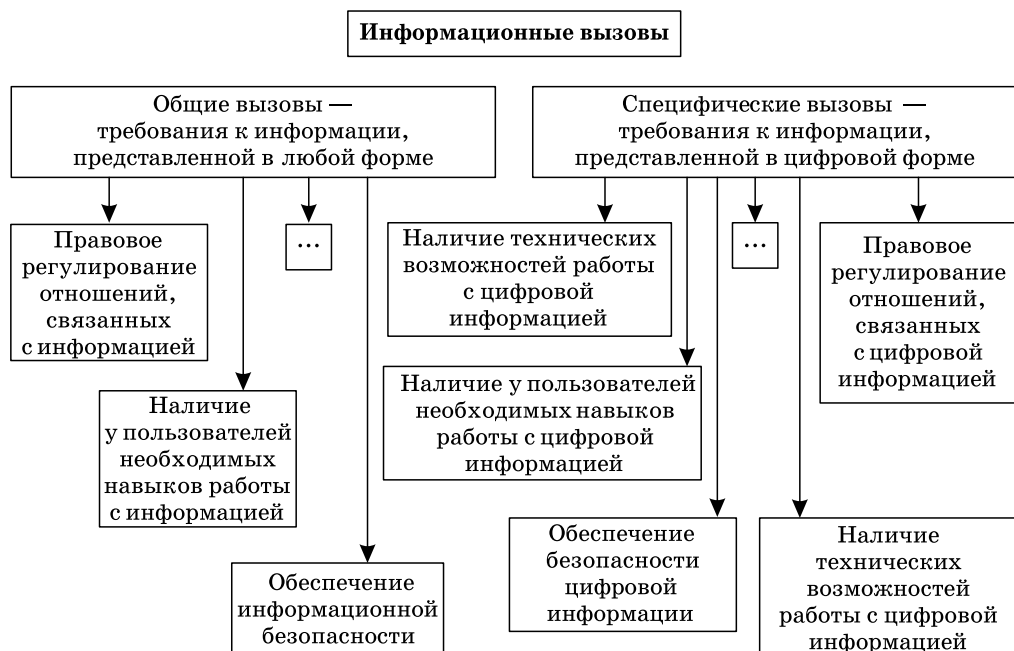 Информационные вызовы
Общие вызовы —
требования к информации,
представленной в любой форме
Специфические вызовы —
требования к информации,
представленной в цифровой форме
Правовое
регулирование
отношений,
связанных
с информацией
...
Наличие технических
возможностей работы
с цифровой
информацией
...
Правовое
регулирование
отношений,
связанных
с цифровой
информацией
Наличие
у пользователей
необходимых
навыков работы
с информацией
Наличие у пользователей
необходимых навыков
работы с цифровой
информацией
Обеспечение
информационной
безопасности
Обеспечение
безопасности
цифровой
информации
Наличие
технических
возможностей
работы с цифровой
информацией